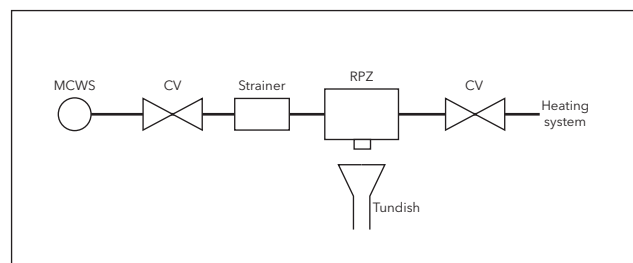 MCWS
CV
Strainer
RPZ
CV
Heating
system
Tundish